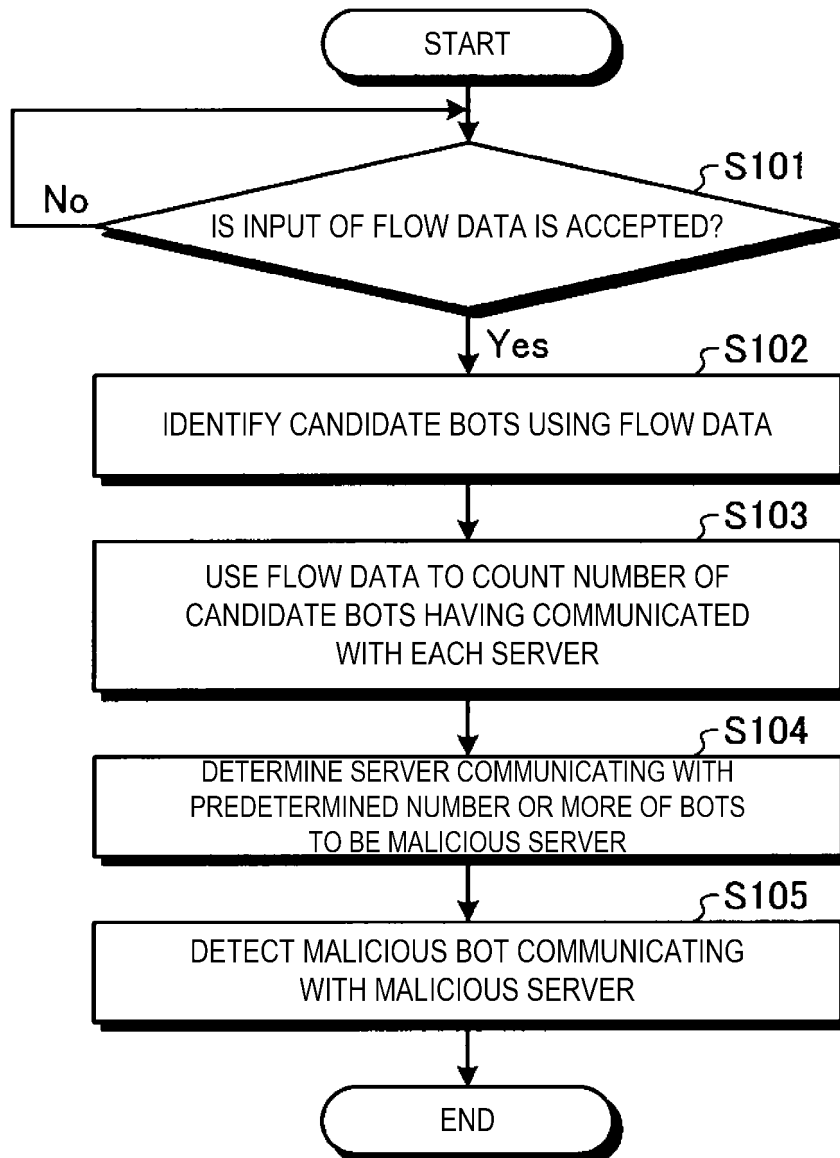 START
S101
No
IS INPUT OF FLOW DATA IS ACCEPTED?
Yes
S102
IDENTIFY CANDIDATE BOTS USING FLOW DATA
S103
USE FLOW DATA TO COUNT NUMBER OF
CANDIDATE BOTS HAVING COMMUNICATED
WITH EACH SERVER
S104
DETERMINE SERVER COMMUNICATING WITH
PREDETERMINED NUMBER OR MORE OF BOTS
TO BE MALICIOUS SERVER
S105
DETECT MALICIOUS BOT COMMUNICATING
WITH MALICIOUS SERVER
END